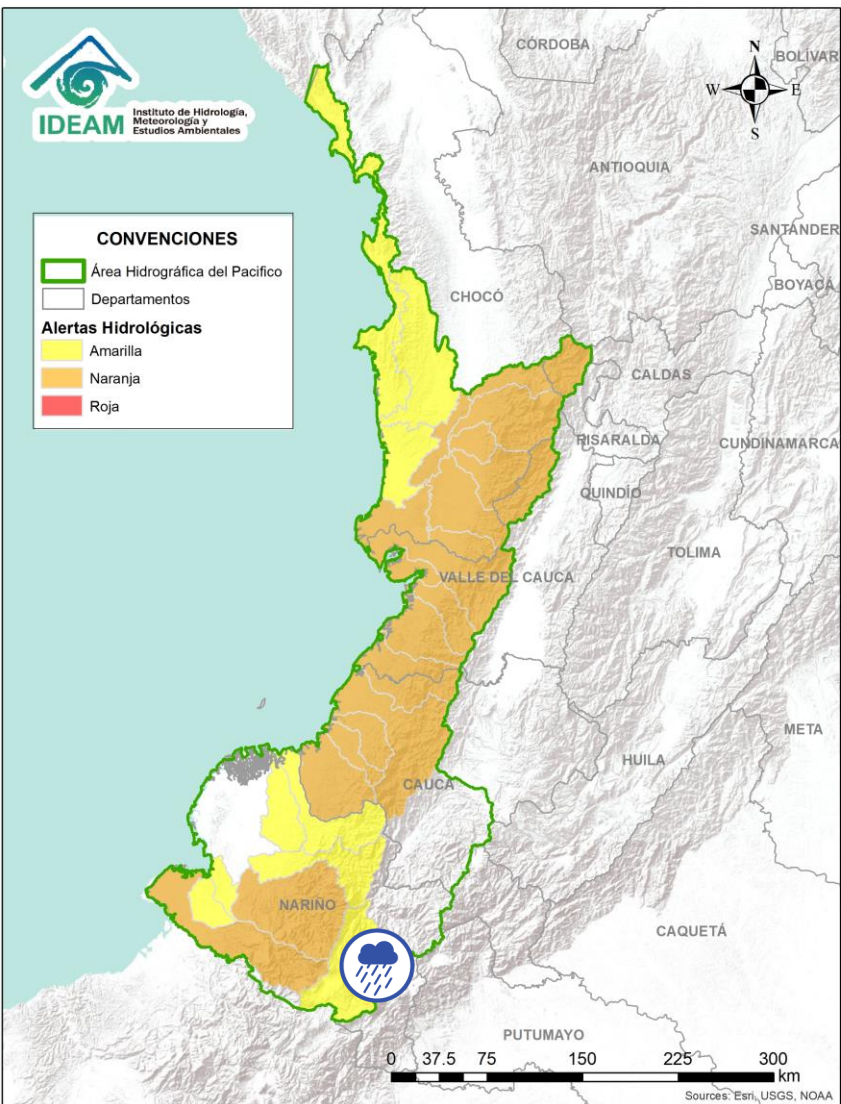 IDEAM
Instituto de Hidrología,
Meteorología y
Estudios Ambientales
CÓRDOBA
BOLÍVAR
N
W
E
S
ANTIOQUIA
SANTANDER
BOYACÁ
CONVENCIONES
Área Hidrográfica del Pacifico
Departamentos
Alertas Hidrológicas
Amarilla
Naranja
Roja
CHOCÓ
CALDAS
RISARALDA
CUNDINAMARCA
QUINDÍO
TOLIMA
VALLE DEL CAUCA
META
HUILA
CAUCA
NARIÑO
CAQUETÁ
PUTUMAYO
0 37.5 75 150 225 300
km
Sources: Esri, USGS, NOAA